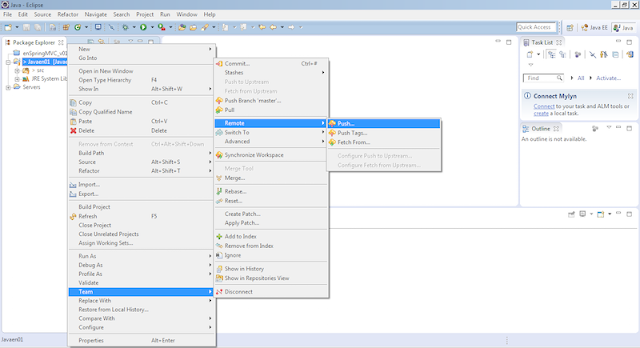 Java - Eclipse
File Edit Source Refactor Navigate Search Project Run Window Help
Quick Access
Java EE
Java
Package Explorer
enSpringMVC_v01
Javaen01
src
JRE System Lib
Servers
New
Go Into
Open in New Window
Open Type Hierarchy F4
Show In Alt+Shift+W
Copy Ctrl+C
Copy Qualified Name
Paste Ctrl+V
Delete Delete
Remove from Context Ctrl+Alt+Shift+Down
Build Path
Source Alt+Shift+S
Refactor Alt+Shift+T
Import...
Export...
Build Project
Refresh F5
Close Project
Close Unrelated Projects
Assign Working Sets...
Run As
Debug As
Profile As
Validate
Team
Replace With
Restore from Local History...
Compare With
Configure
Properties Alt+Enter
Commit... Ctrl+#
Stashes
Push to Upstream
Fetch from Upstream
Push Branch 'master'...
Pull
Remote
Switch To
Advanced
Synchronize Workspace
Merge Tool
Merge...
Rebase...
Reset...
Create Patch...
Apply Patch...
Add to Index
Remove from Index
Ignore
Show in History
Show in Repositories View
Disconnect
Push...
Push Tags...
Fetch From...
Configure Push to Upstream...
Configure Fetch from Upstream...
Task List
Find All Activate...
Connect Mylyn
Connect to your task and ALM tools or
create a local task.
Outline
An outline is not available.
Javaen01